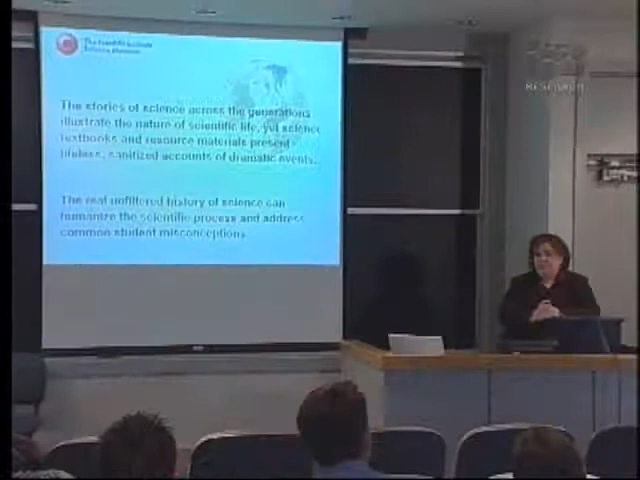 The stories of science across the generations
illustrate the nature of scientific life, yet science
textbooks and resource materials present
lifeless, sanitized accounts of dramatic events.
The real unfiltered history of science can
humanize the scientific process and address
common student misconceptions.
RESEARCH